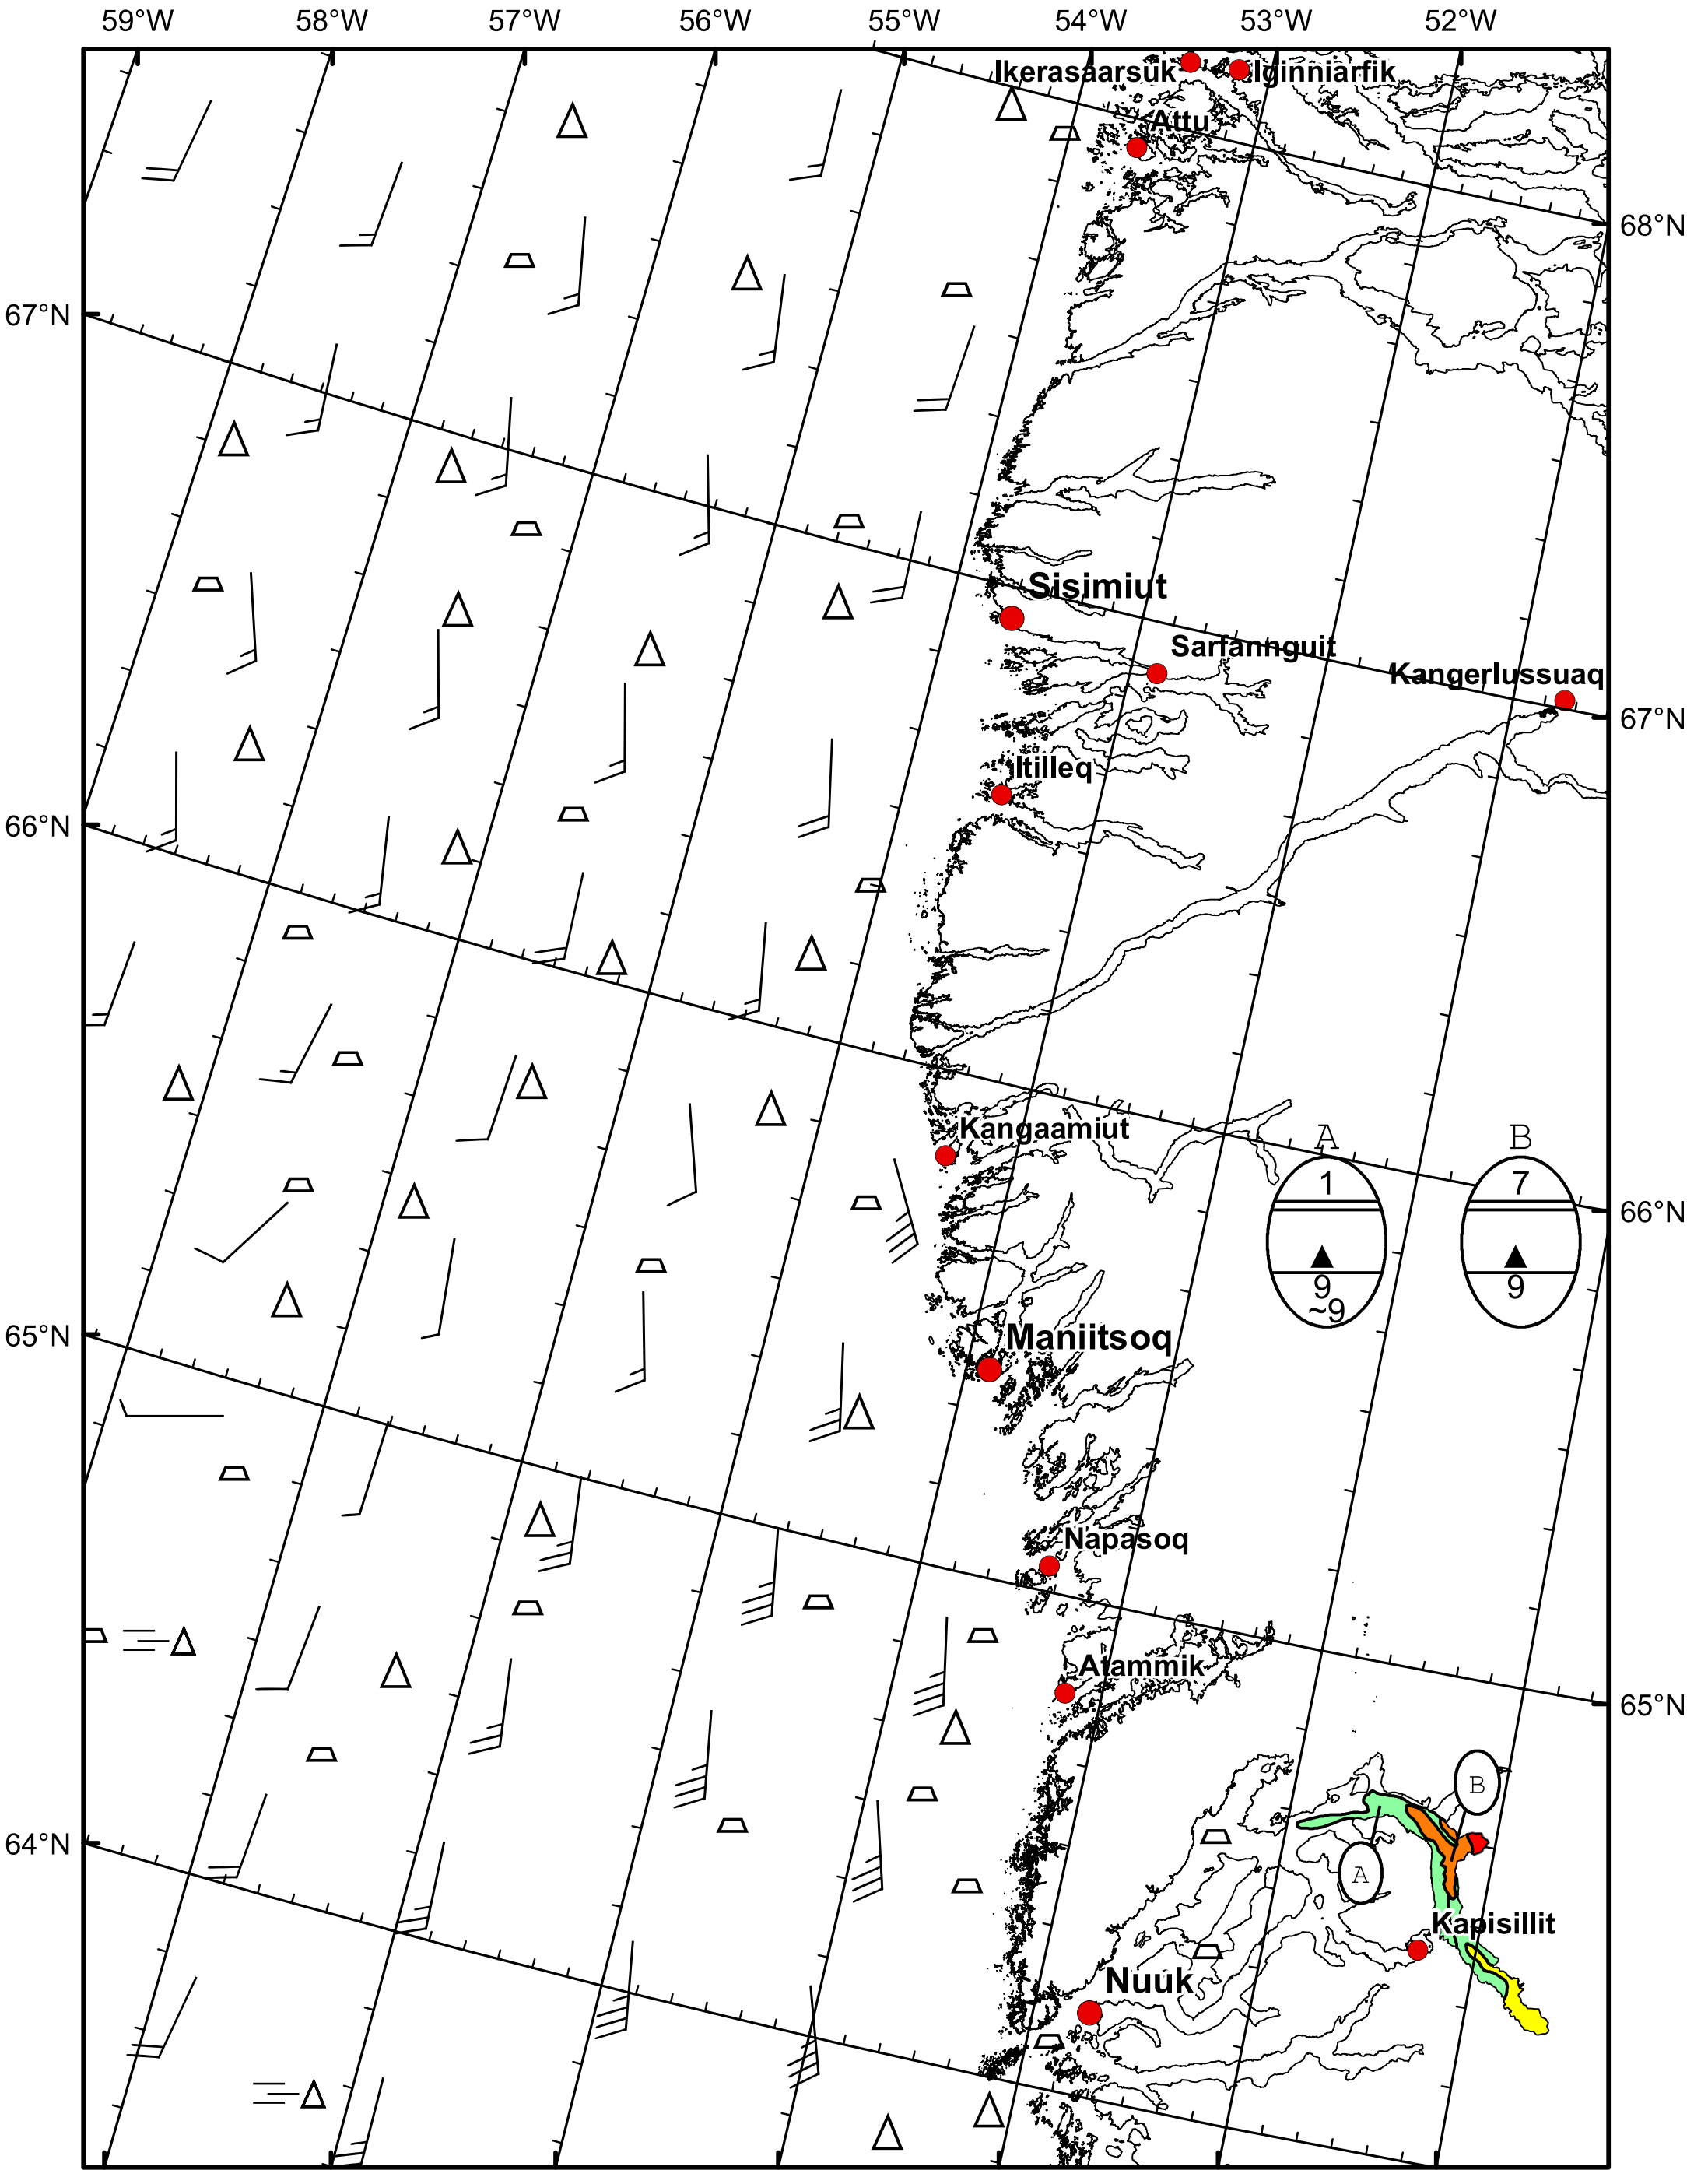 59°W 58°W 57°W 56°W 55°W 54°W 53°W 52°W
Ikerasaarsuk Iginniarfik
Attu
68°N
67°N
Sisimiut
Sarfannguit
Kangerlussuaq
67°N
Itilleq
66°N
Kangaamiut
A B
1 7
66°N
9 9
~9
65°N
Maniitsoq
Napasoq
Atammik
65°N
B
64°N
A
Kapisillit
Nuuk